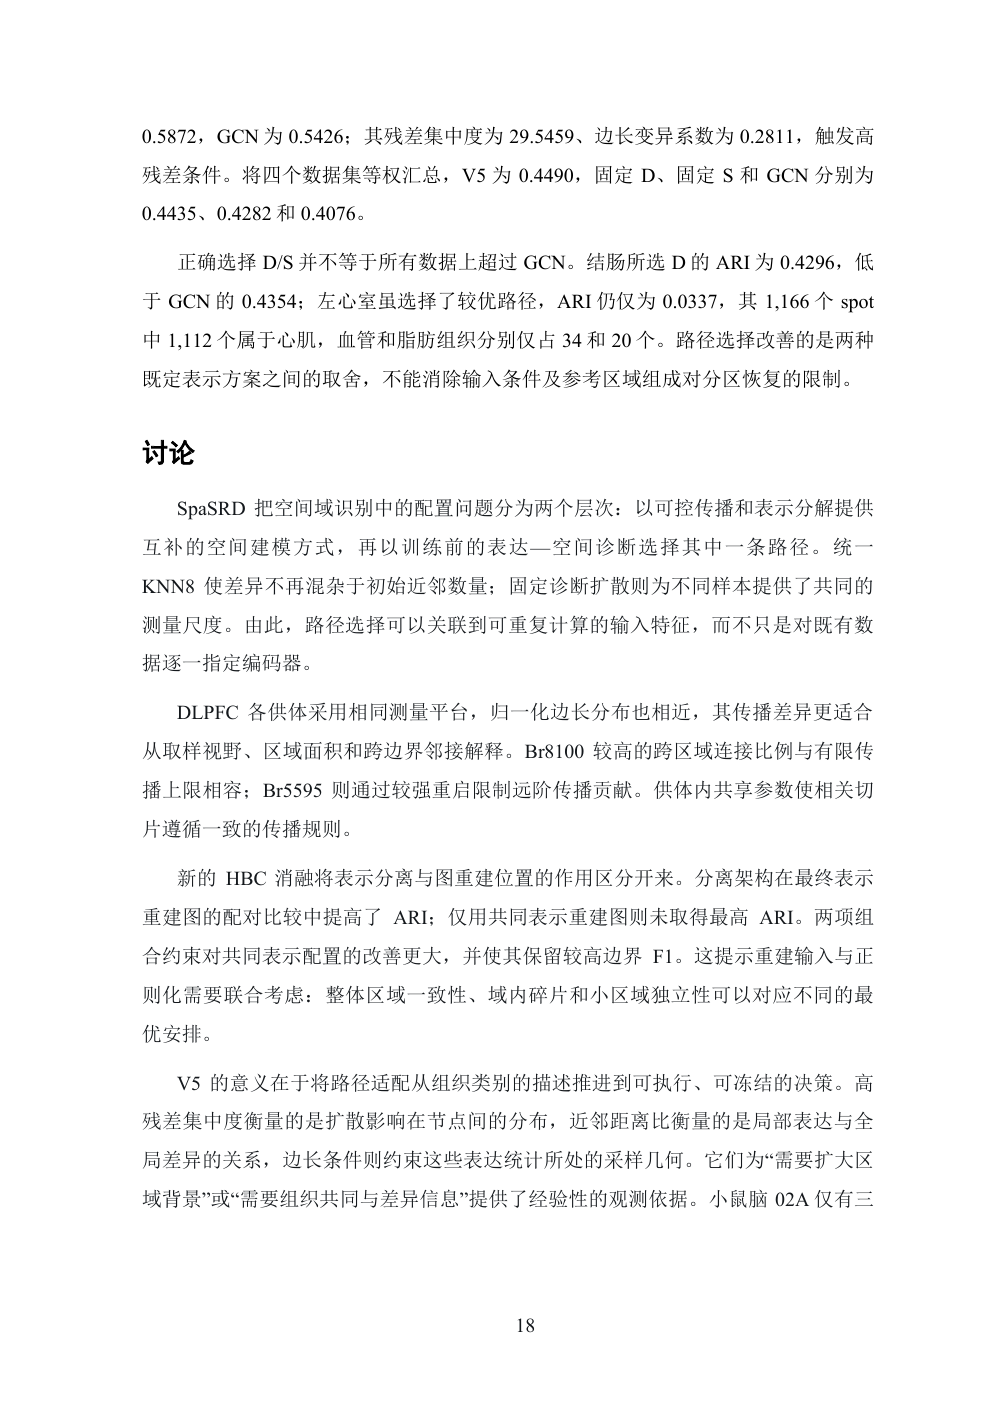 0.5872，GCN 为 0.5426；其残差集中度为 29.5459、边长变异系数为 0.2811，触发高
残差条件。将四个数据集等权汇总，V5 为 0.4490，固定 D、固定 S 和 GCN 分别为
0.4435、0.4282 和 0.4076。
正确选择 D/S 并不等于所有数据上超过 GCN。结肠所选 D 的 ARI 为 0.4296，低
于 GCN 的 0.4354；左心室虽选择了较优路径，ARI 仍仅为 0.0337，其 1,166 个 spot
中 1,112 个属于心肌，血管和脂肪组织分别仅占 34 和 20 个。路径选择改善的是两种
既定表示方案之间的取舍，不能消除输入条件及参考区域组成对分区恢复的限制。
讨论
SpaSRD 把空间域识别中的配置问题分为两个层次：以可控传播和表示分解提供
互补的空间建模方式，再以训练前的表达—空间诊断选择其中一条路径。统一
KNN8 使差异不再混杂于初始近邻数量；固定诊断扩散则为不同样本提供了共同的
测量尺度。由此，路径选择可以关联到可重复计算的输入特征，而不只是对既有数
据逐一指定编码器。
DLPFC 各供体采用相同测量平台，归一化边长分布也相近，其传播差异更适合
从取样视野、区域面积和跨边界邻接解释。Br8100 较高的跨区域连接比例与有限传
播上限相容；Br5595 则通过较强重启限制远阶传播贡献。供体内共享参数使相关切
片遵循一致的传播规则。
新的 HBC 消融将表示分离与图重建位置的作用区分开来。分离架构在最终表示
重建图的配对比较中提高了 ARI；仅用共同表示重建图则未取得最高 ARI。两项组
合约束对共同表示配置的改善更大，并使其保留较高边界 F1。这提示重建输入与正
则化需要联合考虑：整体区域一致性、域内碎片和小区域独立性可以对应不同的最
优安排。
V5 的意义在于将路径适配从组织类别的描述推进到可执行、可冻结的决策。高
残差集中度衡量的是扩散影响在节点间的分布，近邻距离比衡量的是局部表达与全
局差异的关系，边长条件则约束这些表达统计所处的采样几何。它们为“需要扩大区
域背景”或“需要组织共同与差异信息”提供了经验性的观测依据。小鼠脑 02A 仅有三
18